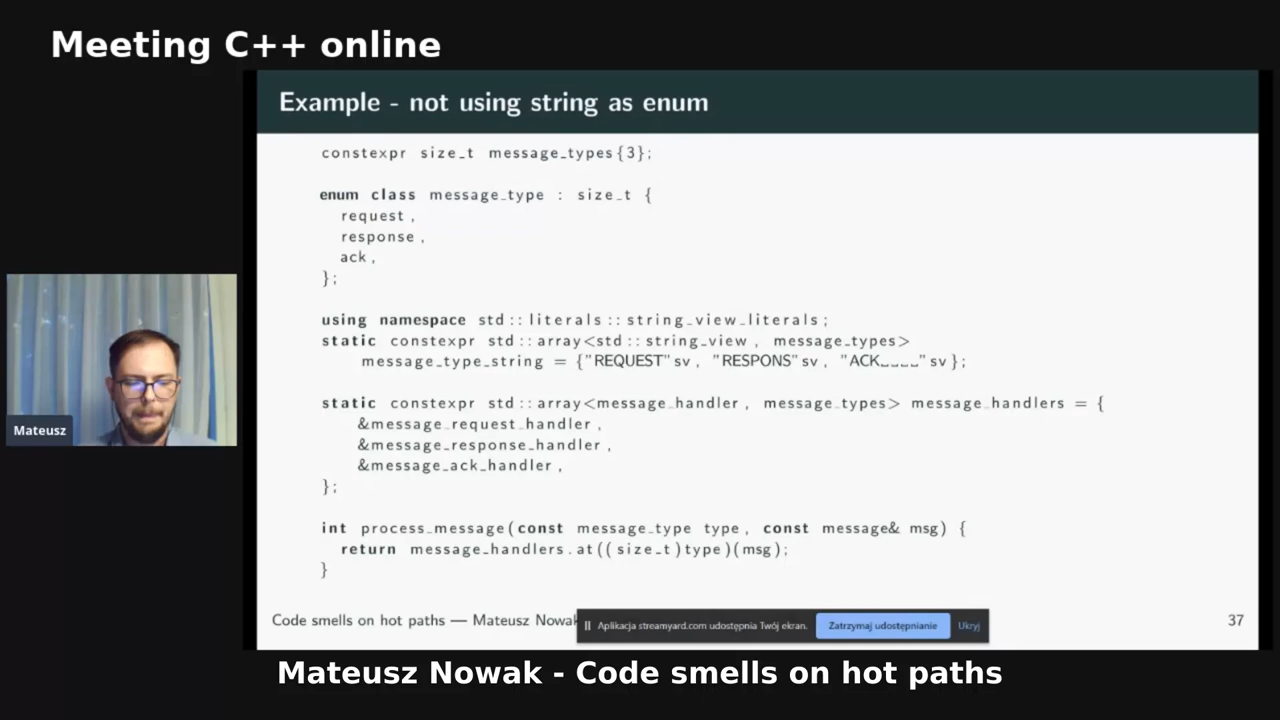 Meeting C++ online
Example - not using string as enum
constexpr size_t message_types{3};
enum class message_type : size_t {
request,
response,
ack,
};
using namespace std::literals::string_view_literals;
static constexpr std::array<std::string_view, message_types>
message_type_string = {"REQUEST"sv, "RESPONS"sv, "ACK␣␣␣␣"sv};
static constexpr std::array<message_handler, message_types> message_handlers = {
&message_request_handler,
&message_response_handler,
&message_ack_handler,
};
int process_message(const message_type type, const message& msg) {
return message_handlers.at((size_t)type)(msg);
}
Mateusz
Code smells on hot paths — Mateusz Nowak
Aplikacja streamyard.com udostępnia Twój ekran.
Zatrzymaj udostępnianie
Ukryj
37
Mateusz Nowak - Code smells on hot paths